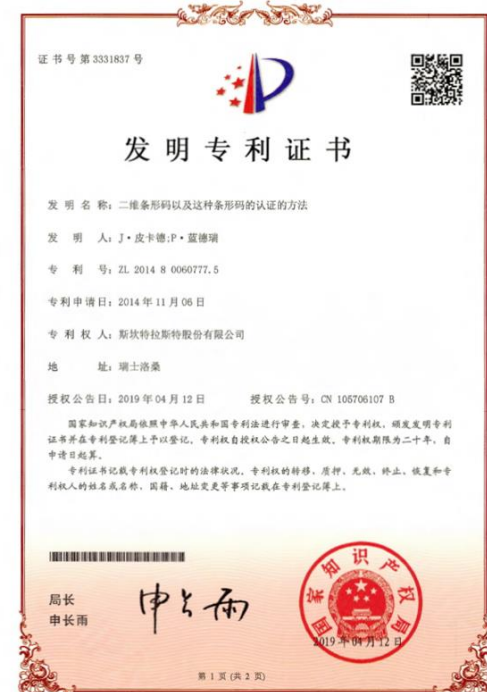 证书号第3331837号
发明专利证书
发 明 名 称：二维条形码以及这种条形码的认证的方法
发 明 人：J·皮卡德;P·蓝德瑞
专 利 号：ZL 2014 8 0060777.5
专利申请日：2014年11月06日
专 利 权 人：斯坎特拉斯特股份有限公司
地 址：瑞士洛桑
授权公告日：2019年04月12日 授权公告号：CN 105706107 B
国家知识产权局依照中华人民共和国专利法进行审查，决定授予专利权，颁发发明专利
证书并在专利登记簿上予以登记。专利权自授权公告之日起生效。专利权期限为二十年，自
申请日起算。
专利证书记载专利权登记时的法律状况。专利权的转移、质押、无效、终止、恢复和专
利权人的姓名或名称、国籍、地址变更等事项记载在专利登记簿上。
局长
申长雨
申长雨
国家知识产权局
2019年04月12日
第 1 页 (共 2 页)